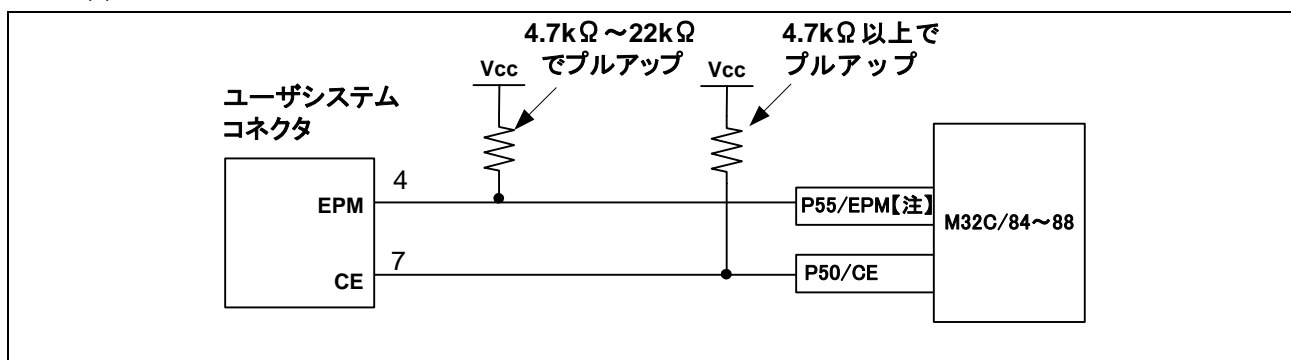 4.7kΩ～22kΩ
でプルアップ
4.7kΩ以上で
プルアップ
Vcc
Vcc
ユーザシステム
コネクタ
EPM
4
P55/EPM【注】
M32C/84～88
CE
7
P50/CE